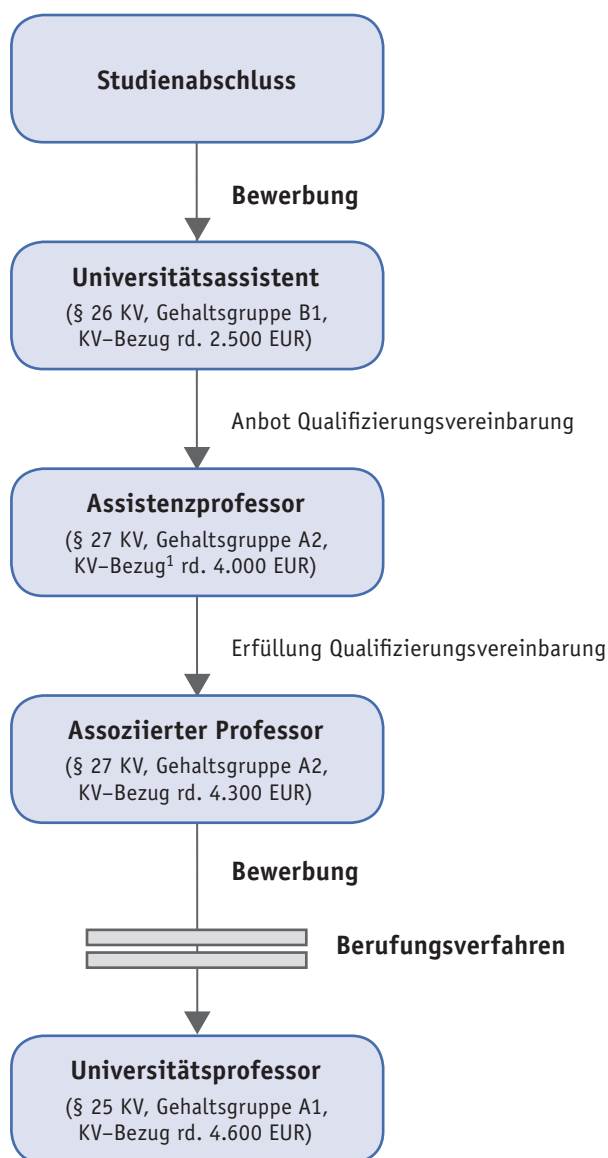 Studienabschluss
Bewerbung
Universitätsassistent
(§ 26 KV, Gehaltsgruppe B1,
KV–Bezug rd. 2.500 EUR)
Anbot Qualifizierungsvereinbarung
Assistenzprofessor
(§ 27 KV, Gehaltsgruppe A2,
KV–Bezug¹ rd. 4.000 EUR)
Erfüllung Qualifizierungsvereinbarung
Assoziierter Professor
(§ 27 KV, Gehaltsgruppe A2,
KV–Bezug rd. 4.300 EUR)
Bewerbung
Berufungsverfahren
Universitätsprofessor
(§ 25 KV, Gehaltsgruppe A1,
KV–Bezug rd. 4.600 EUR)